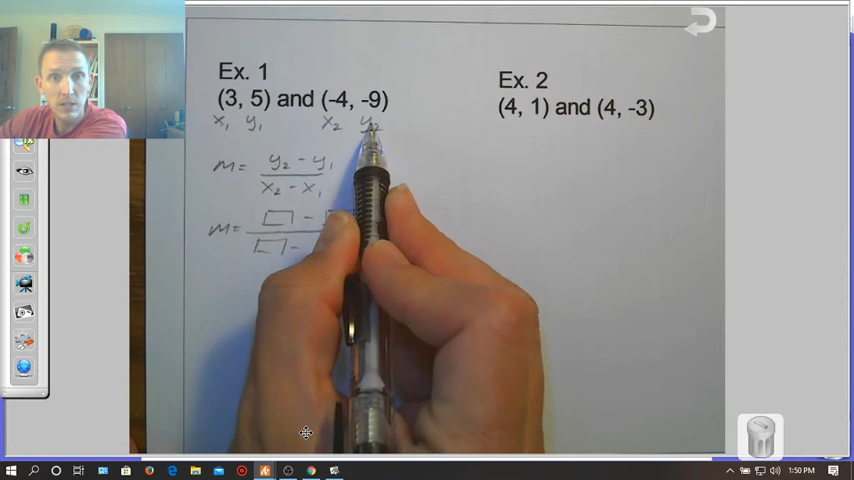 Ex. 1
(3, 5) and (-4, -9)
x₁ y₁ x₂ y₂
m = y₂ - y₁
x₂ - x₁
m = □ -
□ -
Ex. 2
(4, 1) and (4, -3)
1:50 PM